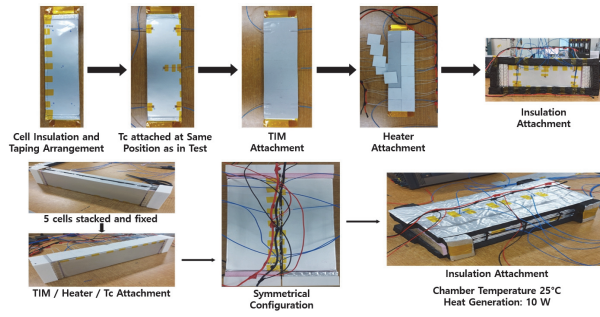 Cell Insulation and
Taping Arrangement
Tc attached at Same
Position as in Test
TIM
Attachment
Heater
Attachment
Insulation
Attachment
5 cells stacked and fixed
TIM / Heater / Tc Attachment
Symmetrical
Configuration
Insulation Attachment
Chamber Temperature 25°C
Heat Generation: 10 W